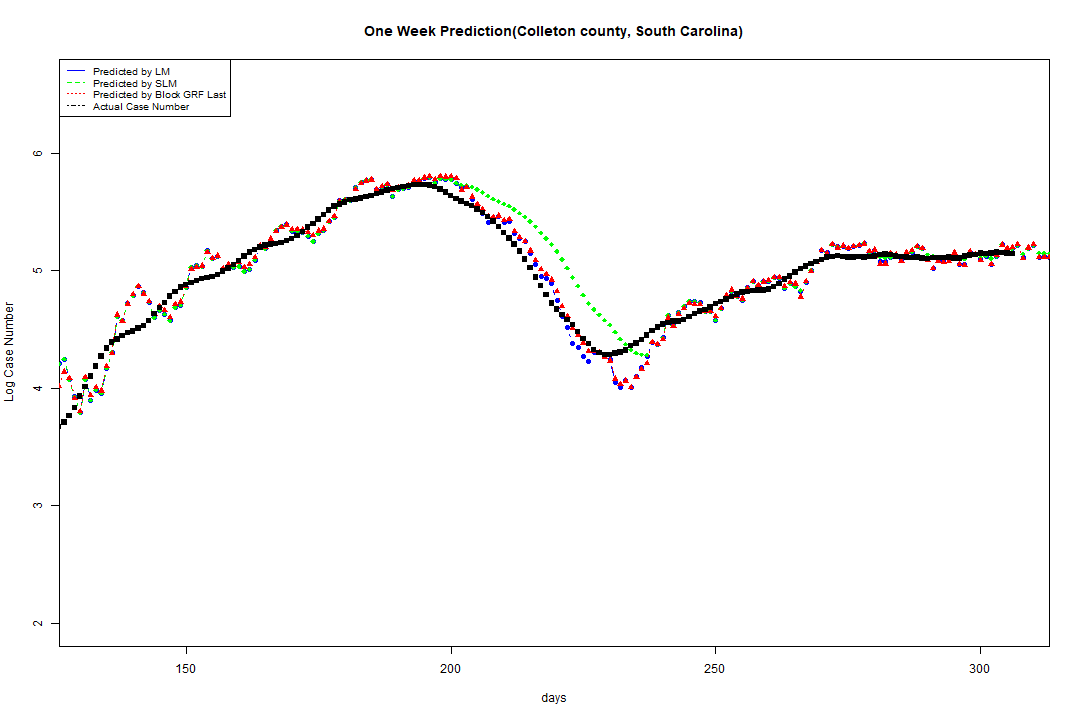 One Week Prediction(Colleton county, South Carolina)
Predicted by LM
Predicted by SLM
Predicted by Block GRF Last
Actual Case Number
6
5
4
3
2
Log Case Number
150 200 250 300
days